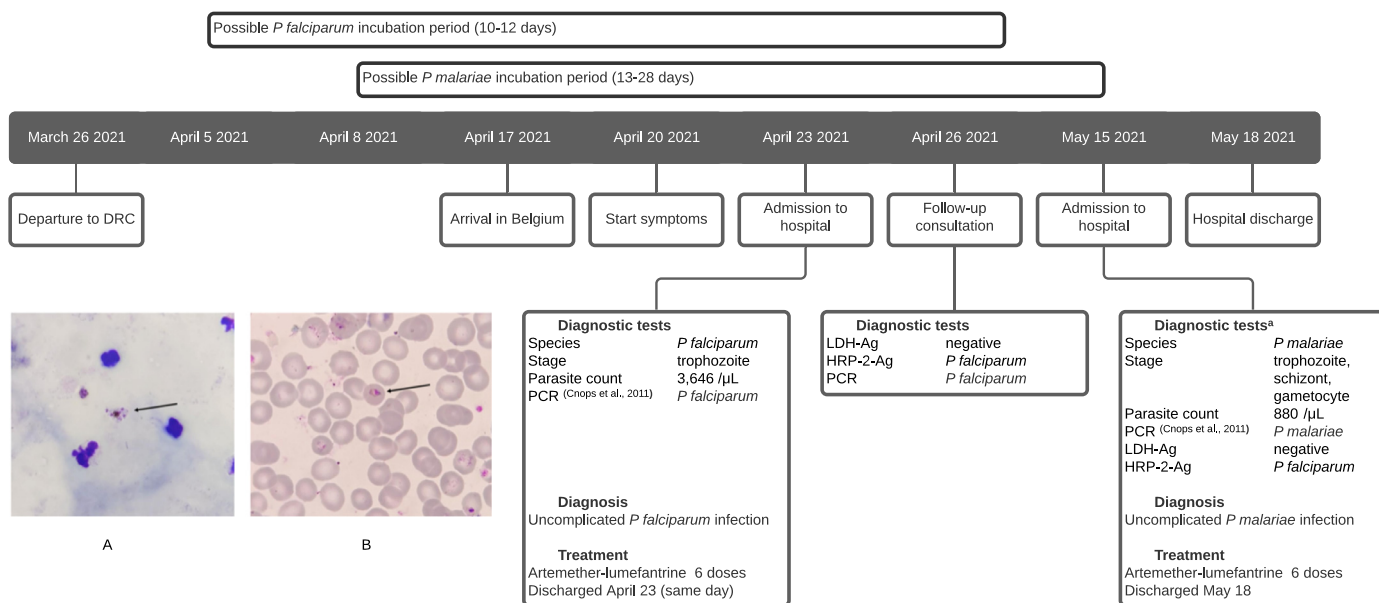 Possible P falciparum incubation period (10-12 days)
Possible P malariae incubation period (13-28 days)
March 26 2021
April 5 2021
April 8 2021
April 17 2021
April 20 2021
April 23 2021
April 26 2021
May 15 2021
May 18 2021
Departure to DRC
Arrival in Belgium
Start symptoms
Admission to
hospital
Follow-up
consultation
Admission to
hospital
Hospital discharge
A
B
Diagnostic tests
Species P falciparum
Stage trophozoite
Parasite count 3,646 /µL
PCR (Cnops et al., 2011) P falciparum
Diagnosis
Uncomplicated P falciparum infection
Treatment
Artemether-lumefantrine 6 doses
Discharged April 23 (same day)
Diagnostic tests
LDH-Ag negative
HRP-2-Ag P falciparum
PCR P falciparum
Diagnostic testsª
Species P malariae
Stage trophozoite,
schizont,
gametocyte
Parasite count 880 /µL
PCR (Cnops et al., 2011) P malariae
LDH-Ag negative
HRP-2-Ag P falciparum
Diagnosis
Uncomplicated P malariae infection
Treatment
Artemether-lumefantrine 6 doses
Discharged May 18